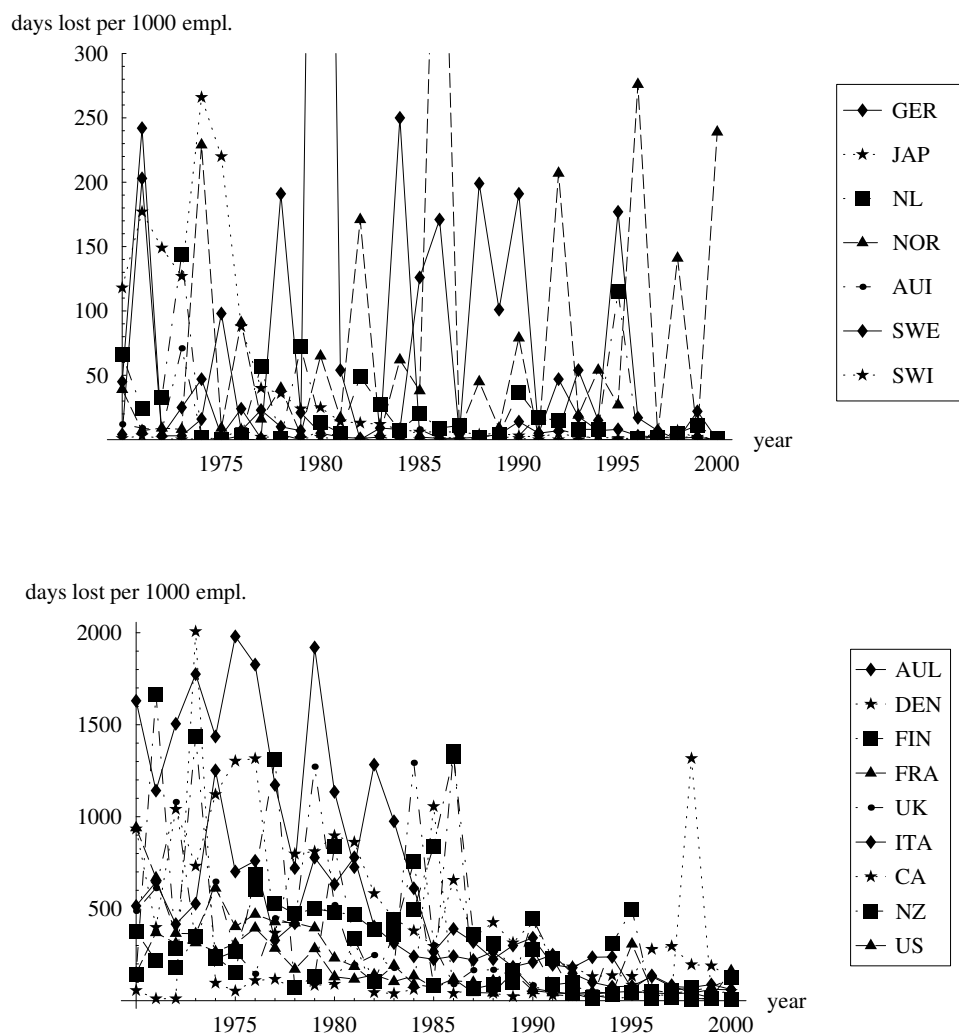 days lost per 1000 empl.
300
250
200
150
100
50
1975 1980 1985 1990 1995 2000
year
GER
JAP
NL
NOR
AUI
SWE
SWI
days lost per 1000 empl.
2000
1500
1000
500
1975 1980 1985 1990 1995 2000
year
AUL
DEN
FIN
FRA
UK
ITA
CA
NZ
US